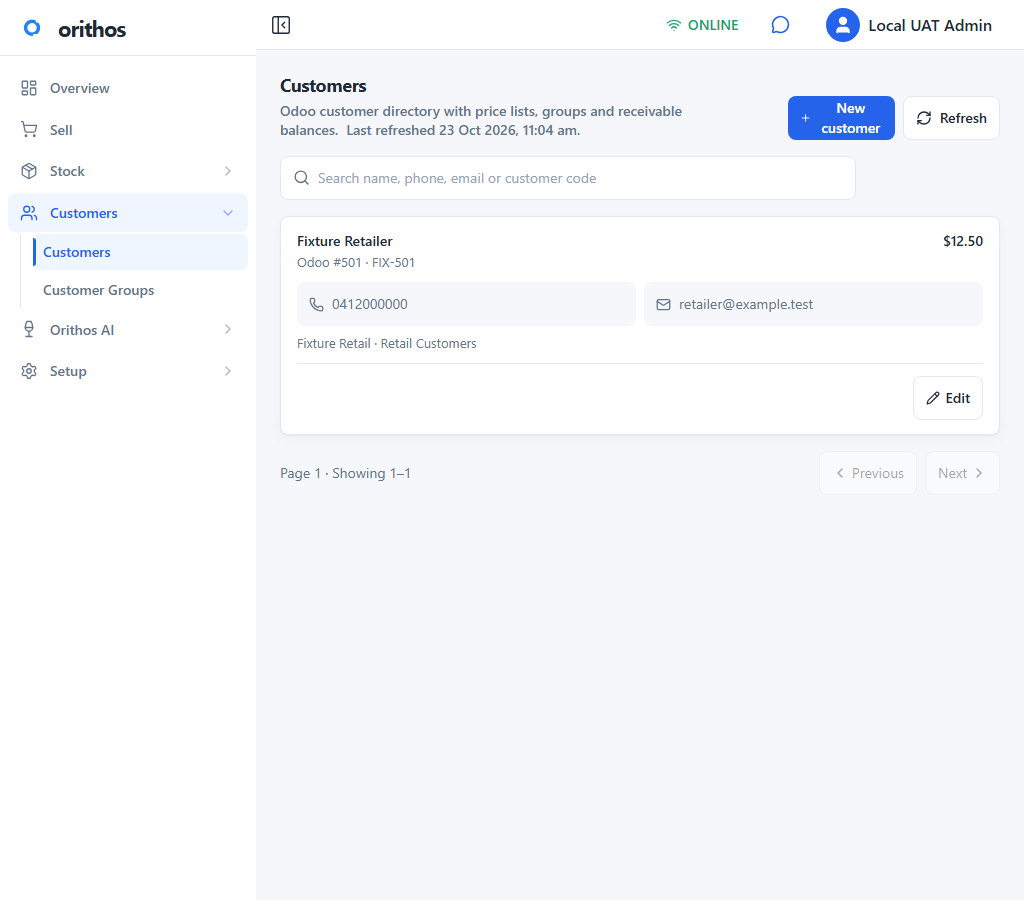 orithos
ONLINE
Local UAT Admin
Overview
Sell
Stock
Customers
Customers
Customer Groups
Orithos AI
Setup
Customers
Odoo customer directory with price lists, groups and receivable
balances. Last refreshed 23 Oct 2026, 11:04 am.
New
customer
Refresh
Search name, phone, email or customer code
Fixture Retailer
$12.50
Odoo #501 · FIX-501
0412000000
retailer@example.test
Fixture Retail · Retail Customers
Edit
Page 1 · Showing 1–1
Previous
Next